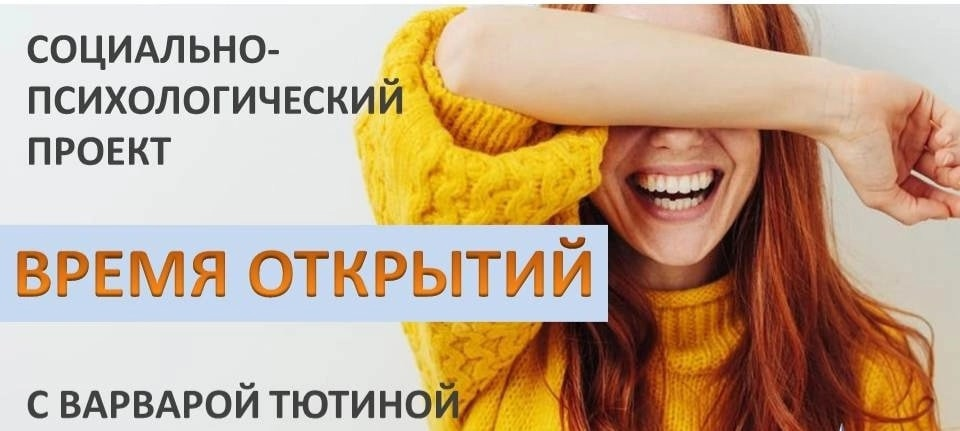 СОЦИАЛЬНО-
ПСИХОЛОГИЧЕСКИЙ
ПРОЕКТ
ВРЕМЯ ОТКРЫТИЙ
С ВАРВАРОЙ ТЮТИНОЙ